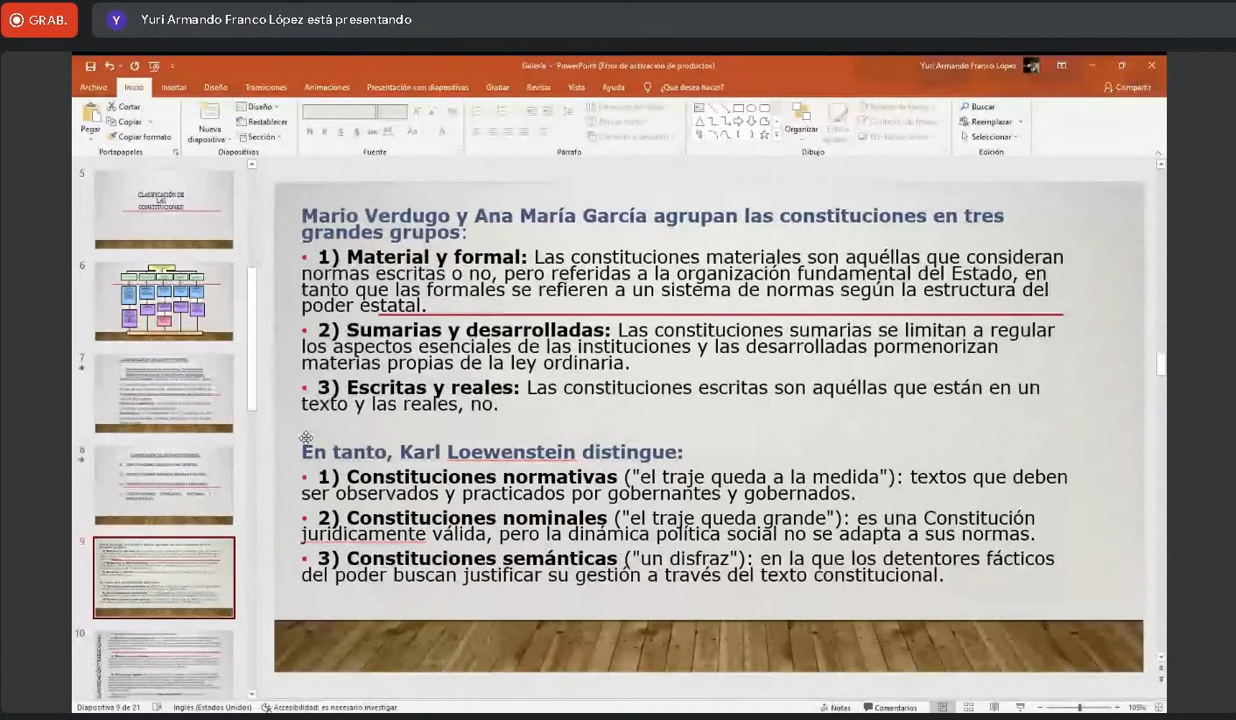 GRAB.
Y
Yuri Armando Franco López está presentando
Galería - PowerPoint (Error de activación de productos)
Yuri Armando Franco López
Archivo Inicio Insertar Diseño Transiciones Animaciones Presentación con diapositivas Grabar Revisar Vista Ayuda ¿Qué desea hacer? Compartir
Pegar
Cortar
Copiar
Copiar formato
Portapapeles
Nueva
diapositiva
Diseño
Restablecer
Sección
Diapositivas
N K S
Fuente
Párrafo
Organizar
Dibujo
Buscar
Reemplazar
Seleccionar
Edición
5
CLASIFICACIÓN DE
LAS
CONSTITUCIONES
6
7
8
9
10
Mario Verdugo y Ana María García agrupan las constituciones en tres
grandes grupos:
• 1) Material y formal: Las constituciones materiales son aquéllas que consideran
normas escritas o no, pero referidas a la organización fundamental del Estado, en
tanto que las formales se refieren a un sistema de normas según la estructura del
poder estatal.
• 2) Sumarias y desarrolladas: Las constituciones sumarias se limitan a regular
los aspectos esenciales de las instituciones y las desarrolladas pormenorizan
materias propias de la ley ordinaria.
• 3) Escritas y reales: Las constituciones escritas son aquéllas que están en un
texto y las reales, no.
En tanto, Karl Loewenstein distingue:
• 1) Constituciones normativas ("el traje queda a la medida"): textos que deben
ser observados y practicados por gobernantes y gobernados.
• 2) Constituciones nominales ("el traje queda grande"): es una Constitución
jurídicamente válida, pero la dinámica política social no se adapta a sus normas.
• 3) Constituciones semánticas ("un disfraz"): en la que los detentores fácticos
del poder buscan justificar su gestión a través del texto constitucional.
Diapositiva 9 de 21 Inglés (Estados Unidos) Accesibilidad: es necesario investigar Notas Comentarios 105%